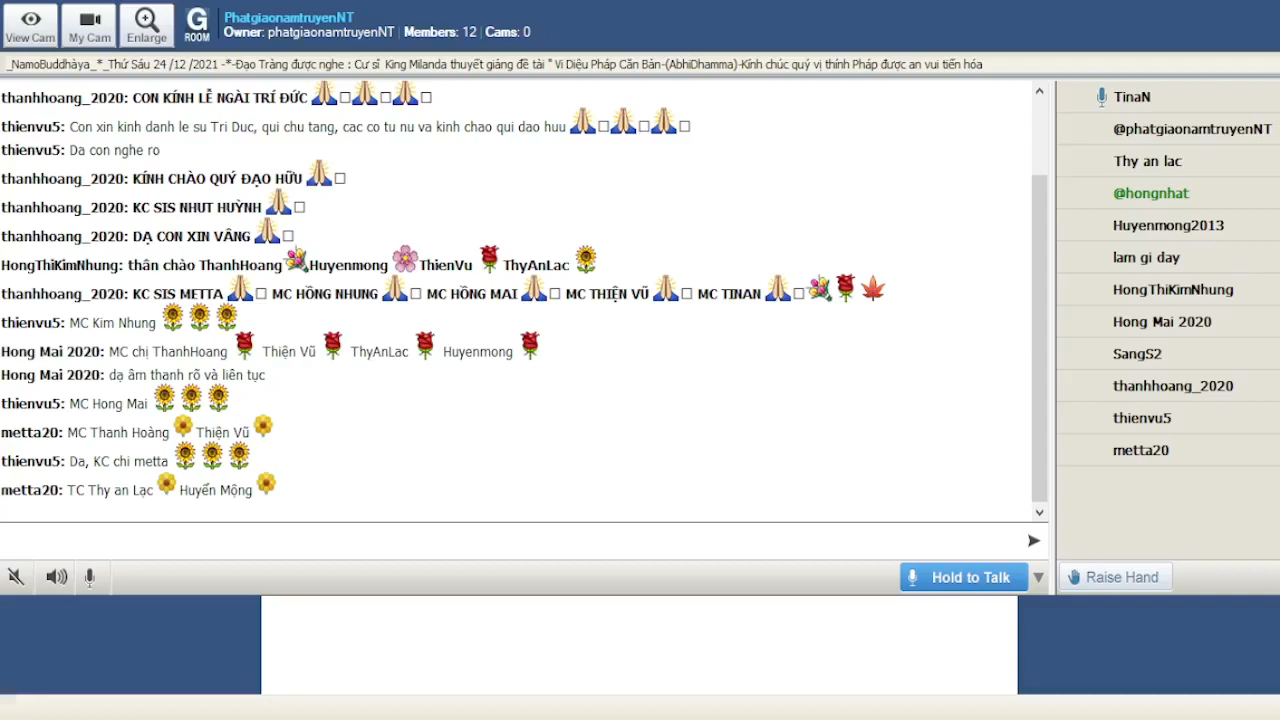 View Cam
My Cam
Enlarge
G
ROOM
PhatgiaonamtruyenNT
Owner: phatgiaonamtruyenNT | Members: 12 | Cams: 0
_NamoBuddhàya_*_Thứ Sáu 24 /12 /2021 -*-Đạo Tràng được nghe : Cư sĩ King Milanda thuyết giảng đề tài " Vi Diệu Pháp Căn Bản-(AbhiDhamma)-Kính chúc quý vị thính Pháp được an vui tiến hóa
thanhhoang_2020: CON KÍNH LỄ NGÀI TRÍ ĐỨC 🙏🙏🙏
thienvu5: Con xin kinh danh le su Tri Duc, qui chu tang, cac co tu nu va kinh chao qui dao huu 🙏🙏🙏
thienvu5: Da con nghe ro
thanhhoang_2020: KÍNH CHÀO QUÝ ĐẠO HỮU 🙏
thanhhoang_2020: KC SIS NHUT HUỲNH 🙏
thanhhoang_2020: DẠ CON XIN VÂNG 🙏
HongThiKimNhung: thân chào ThanhHoang 💐Huyenmong 🌸ThienVu 🌹ThyAnLac 🌻
thanhhoang_2020: KC SIS METTA 🙏 MC HỒNG NHUNG 🙏 MC HỒNG MAI 🙏 MC THIỆN VŨ 🙏 MC TINAN 🙏💐🌹🍁
thienvu5: MC Kim Nhung 🌻🌻🌻
Hong Mai 2020: MC chị ThanhHoang 🌹 Thiện Vũ 🌹 ThyAnLac 🌹 Huyenmong 🌹
Hong Mai 2020: dạ âm thanh rõ và liên tục
thienvu5: MC Hong Mai 🌻🌻🌻
metta20: MC Thanh Hoàng 🌼 Thiện Vũ 🌼
thienvu5: Da, KC chi metta 🌻🌻🌻
metta20: TC Thy an Lạc 🌼 Huyển Mộng 🌼
TinaN
@phatgiaonamtruyenNT
Thy an lac
@hongnhat
Huyenmong2013
lam gi day
HongThiKimNhung
Hong Mai 2020
SangS2
thanhhoang_2020
thienvu5
metta20
Hold to Talk
Raise Hand